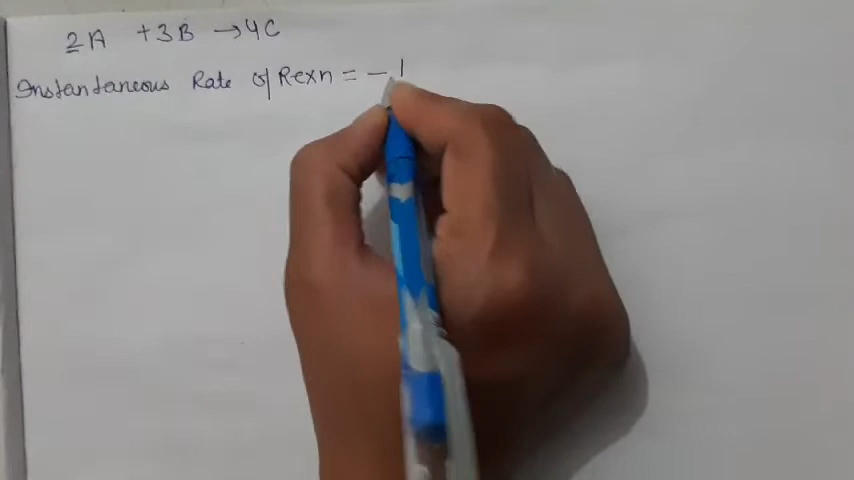 2A + 3B → 4C
Instantaneous Rate of Rexn = - 1